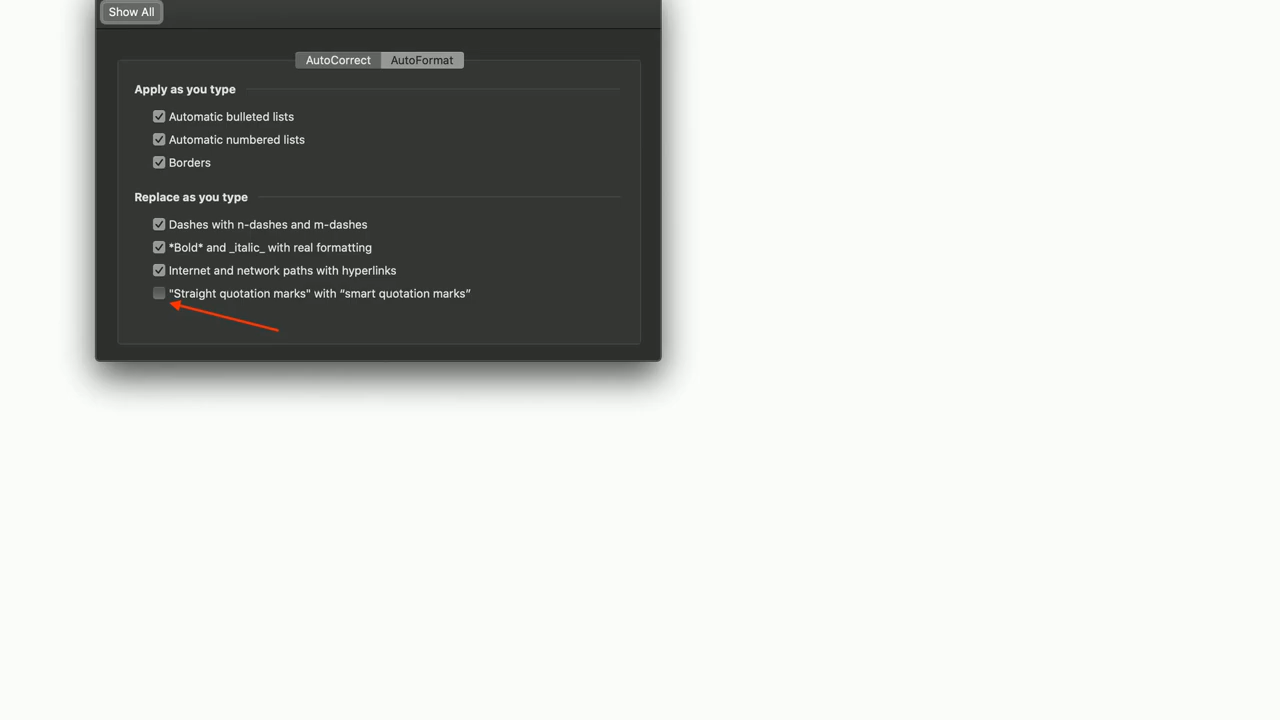 Show All
AutoCorrect AutoFormat
Apply as you type
Automatic bulleted lists
Automatic numbered lists
Borders
Replace as you type
Dashes with n-dashes and m-dashes
*Bold* and _italic_ with real formatting
Internet and network paths with hyperlinks
"Straight quotation marks" with “smart quotation marks”